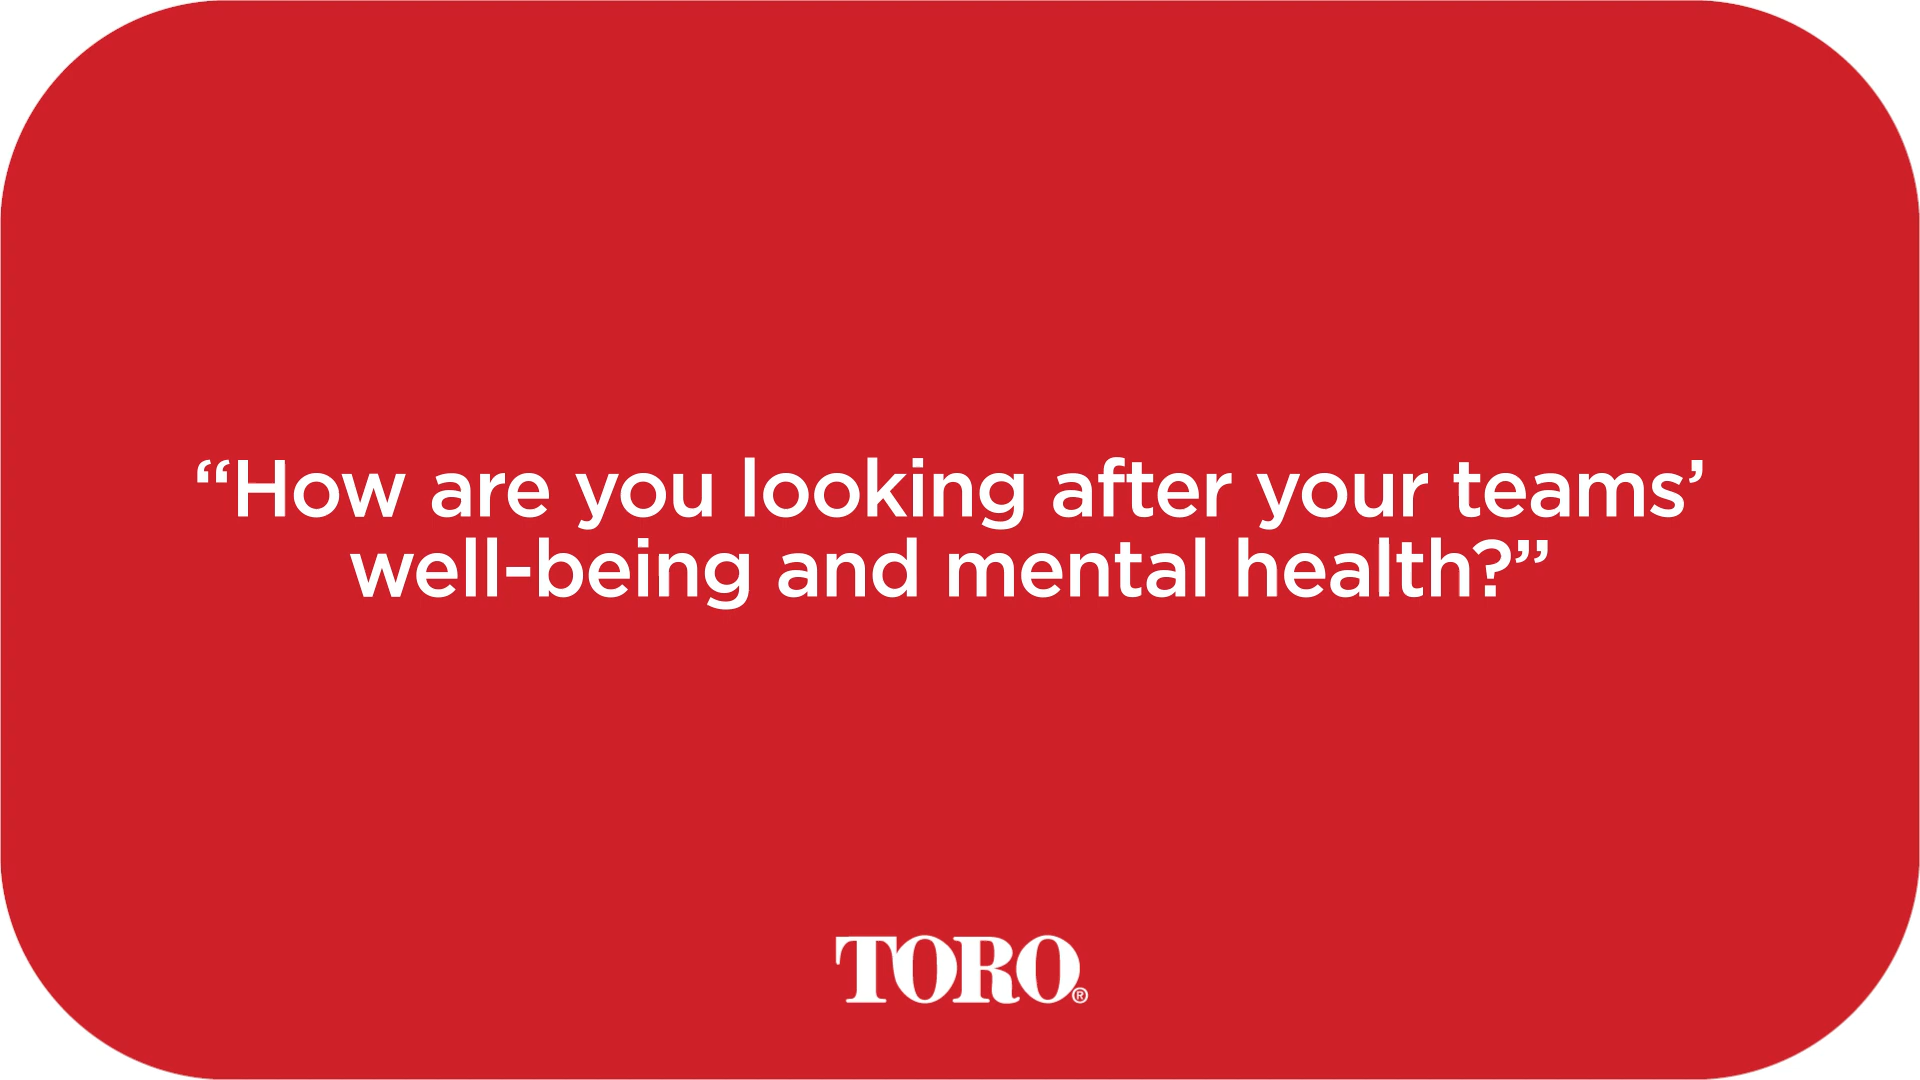 “How are you looking after your teams’
well-being and mental health?”
TORO®